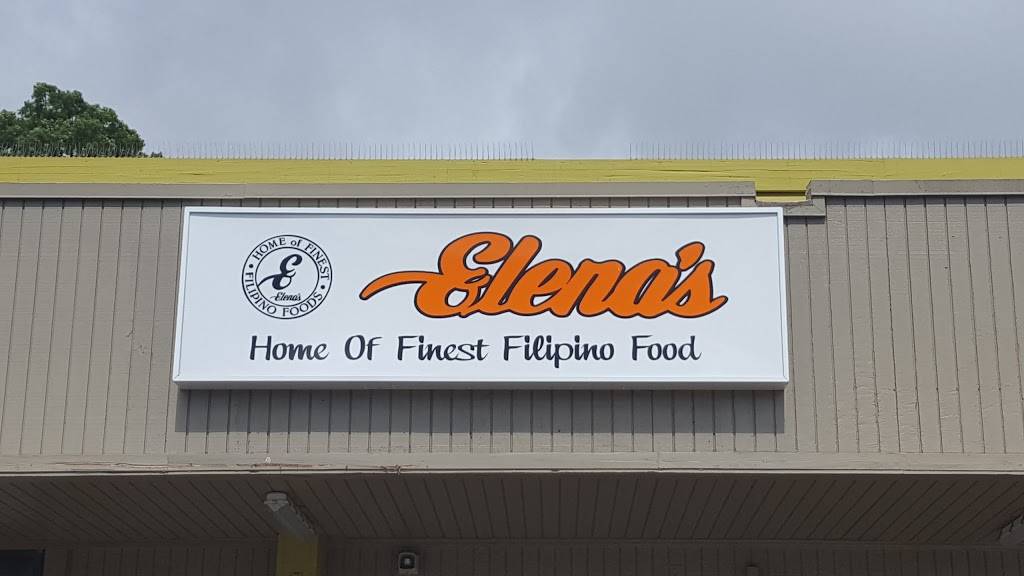 HOME of FINEST
E
Elena's
FILIPINO FOODS
Elena's
Home Of Finest Filipino Food